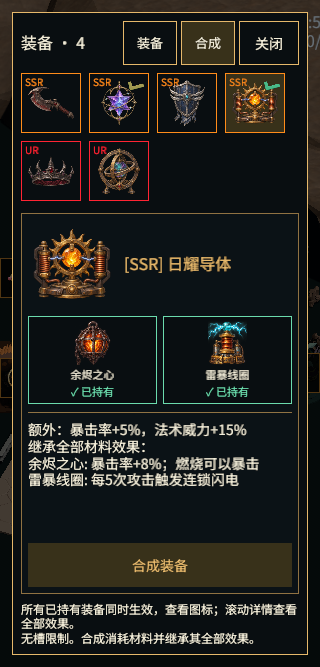 装备 · 4
装备
合成
关闭
SSR
SSR
SSR
SSR
UR
UR
[SSR] 日耀导体
余烬之心
✓已持有
雷暴线圈
✓已持有
额外: 暴击率+5%，法术威力+15%
继承全部材料效果:
余烬之心: 暴击率+8%；燃烧可以暴击
雷暴线圈: 每5次攻击触发连锁闪电
合成装备
所有已持有装备同时生效，查看图标；滚动详情查看
全部效果。
无槽限制。合成消耗材料并继承其全部效果。